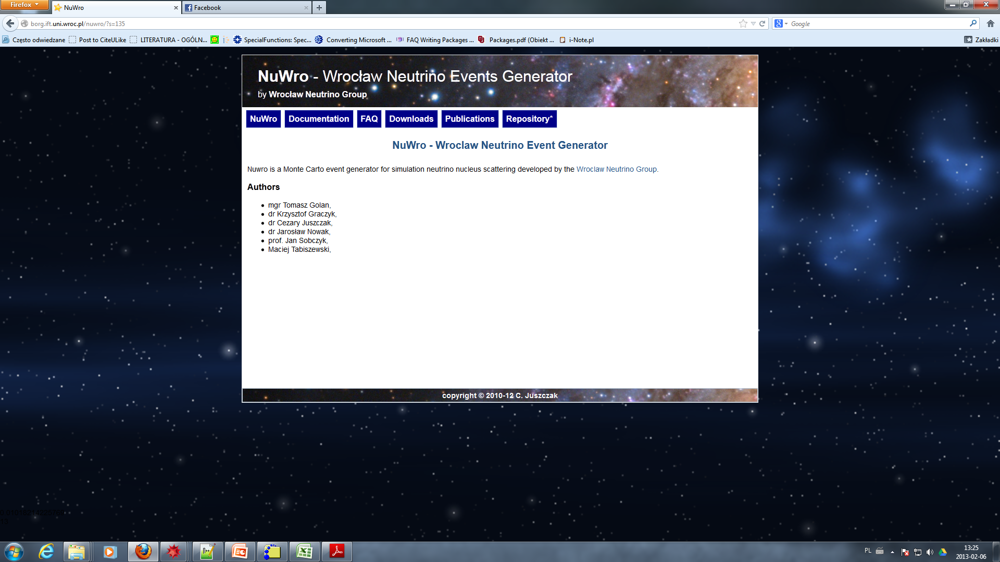 Firefox
NuWro
Facebook
borg.ift.uni.wroc.pl/nuwro/?s=135
Google
Często odwiedzane
Post to CiteULike
LITERATURA - OGÓLN...
SpecialFunctions: Spec...
Converting Microsoft ...
FAQ Writing Packages ...
Packages.pdf (Obiekt ...
i-Note.pl
Zakładki
NuWro - Wrocław Neutrino Events Generator
by Wrocław Neutrino Group
NuWro Documentation FAQ Downloads Publications Repository*
NuWro - Wroclaw Neutrino Event Generator
Nuwro is a Monte Carto event generator for simulation neutrino nucleus scattering developed by the Wroclaw Neutrino Group.
Authors
mgr Tomasz Golan,
dr Krzysztof Graczyk,
dr Cezary Juszczak,
dr Jarosław Nowak,
prof. Jan Sobczyk,
Maciej Tabiszewski,
copyright © 2010-12 C. Juszczak
PL
13:25
2013-02-06